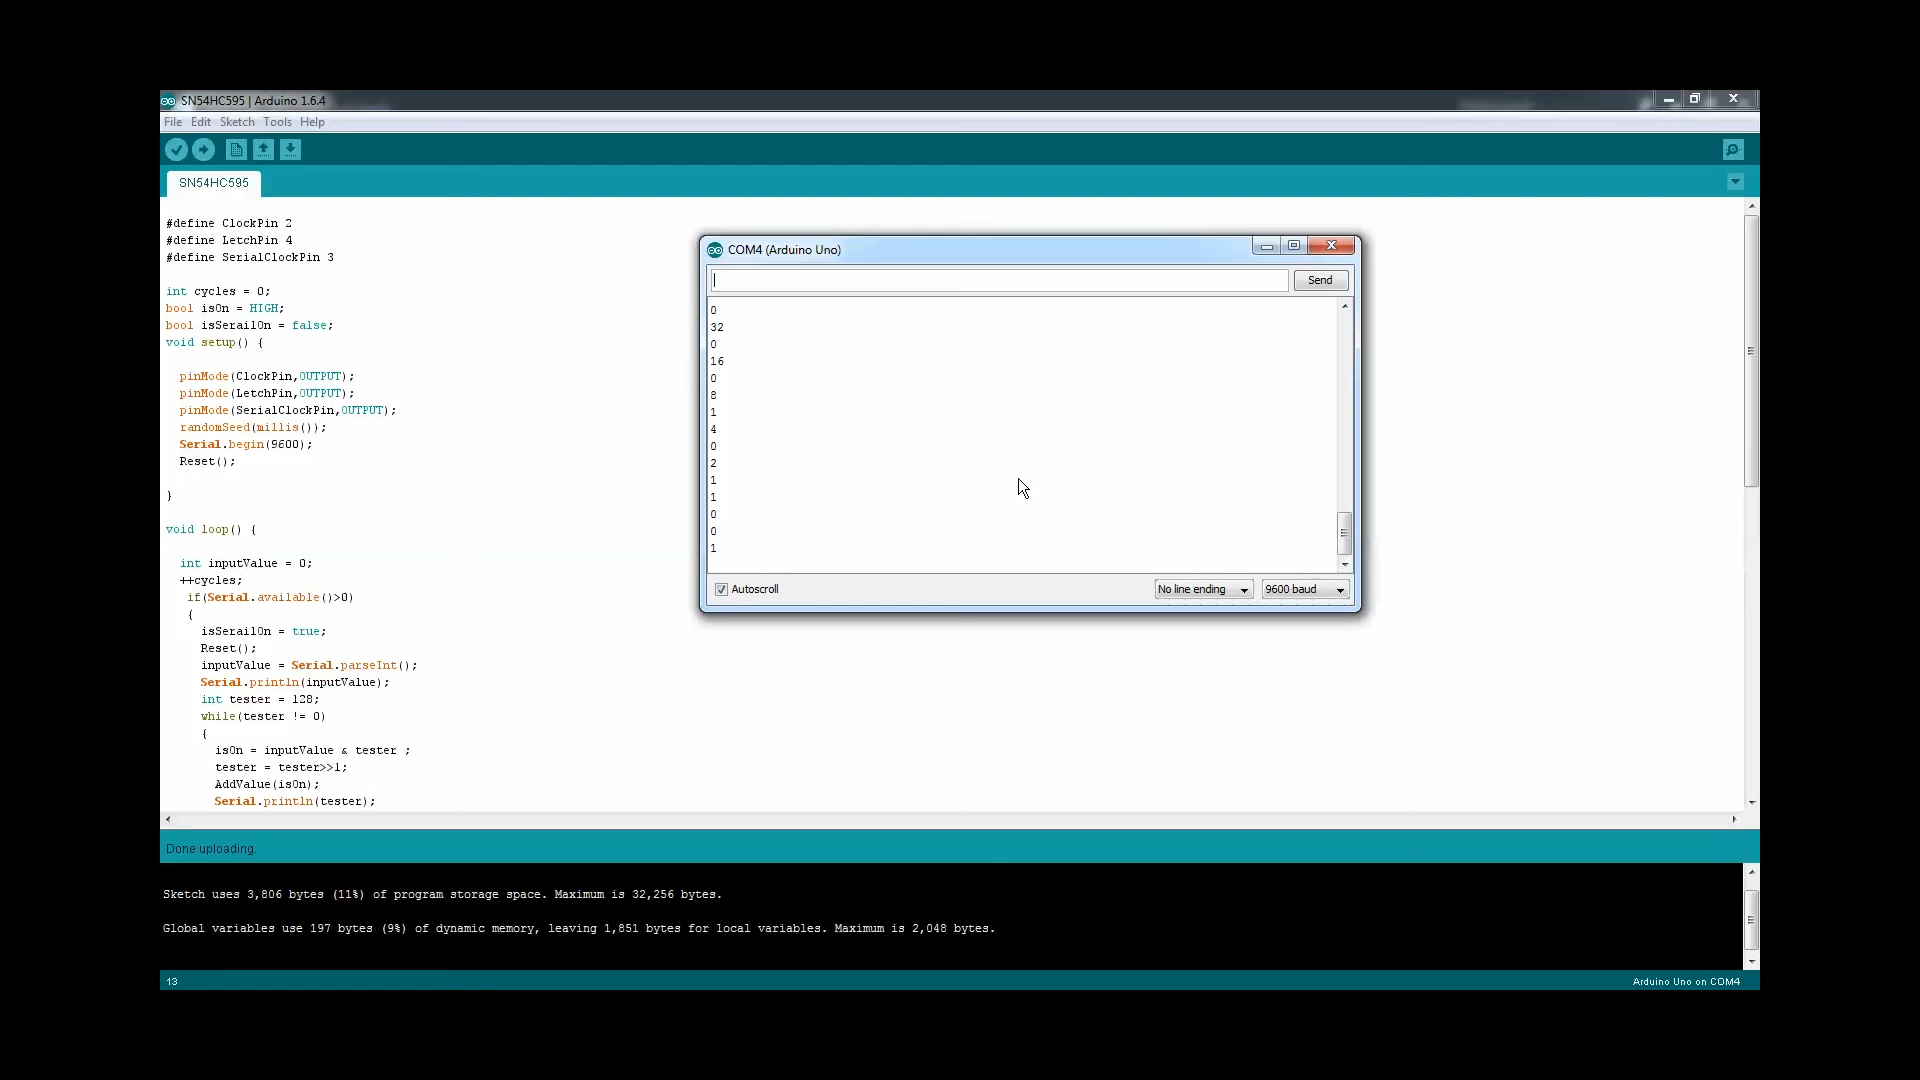 SN54HC595 | Arduino 1.6.4
File Edit Sketch Tools Help
SN54HC595
#define ClockPin 2
#define LetchPin 4
#define SerialClockPin 3
int cycles = 0;
bool isOn = HIGH;
bool isSerailOn = false;
void setup() {
pinMode(ClockPin,OUTPUT);
pinMode(LetchPin,OUTPUT);
pinMode(SerialClockPin,OUTPUT);
randomSeed(millis());
Serial.begin(9600);
Reset();
}
void loop() {
int inputValue = 0;
++cycles;
if(Serial.available()>0)
{
isSerailOn = true;
Reset();
inputValue = Serial.parseInt();
Serial.println(inputValue);
int tester = 128;
while(tester != 0)
{
isOn = inputValue & tester ;
tester = tester>>1;
AddValue(isOn);
Serial.println(tester);
COM4 (Arduino Uno)
Send
0
32
0
16
0
8
1
4
0
2
1
1
0
0
1
Autoscroll
No line ending
9600 baud
Done uploading.
Sketch uses 3,806 bytes (11%) of program storage space. Maximum is 32,256 bytes.
Global variables use 197 bytes (9%) of dynamic memory, leaving 1,851 bytes for local variables. Maximum is 2,048 bytes.
13
Arduino Uno on COM4